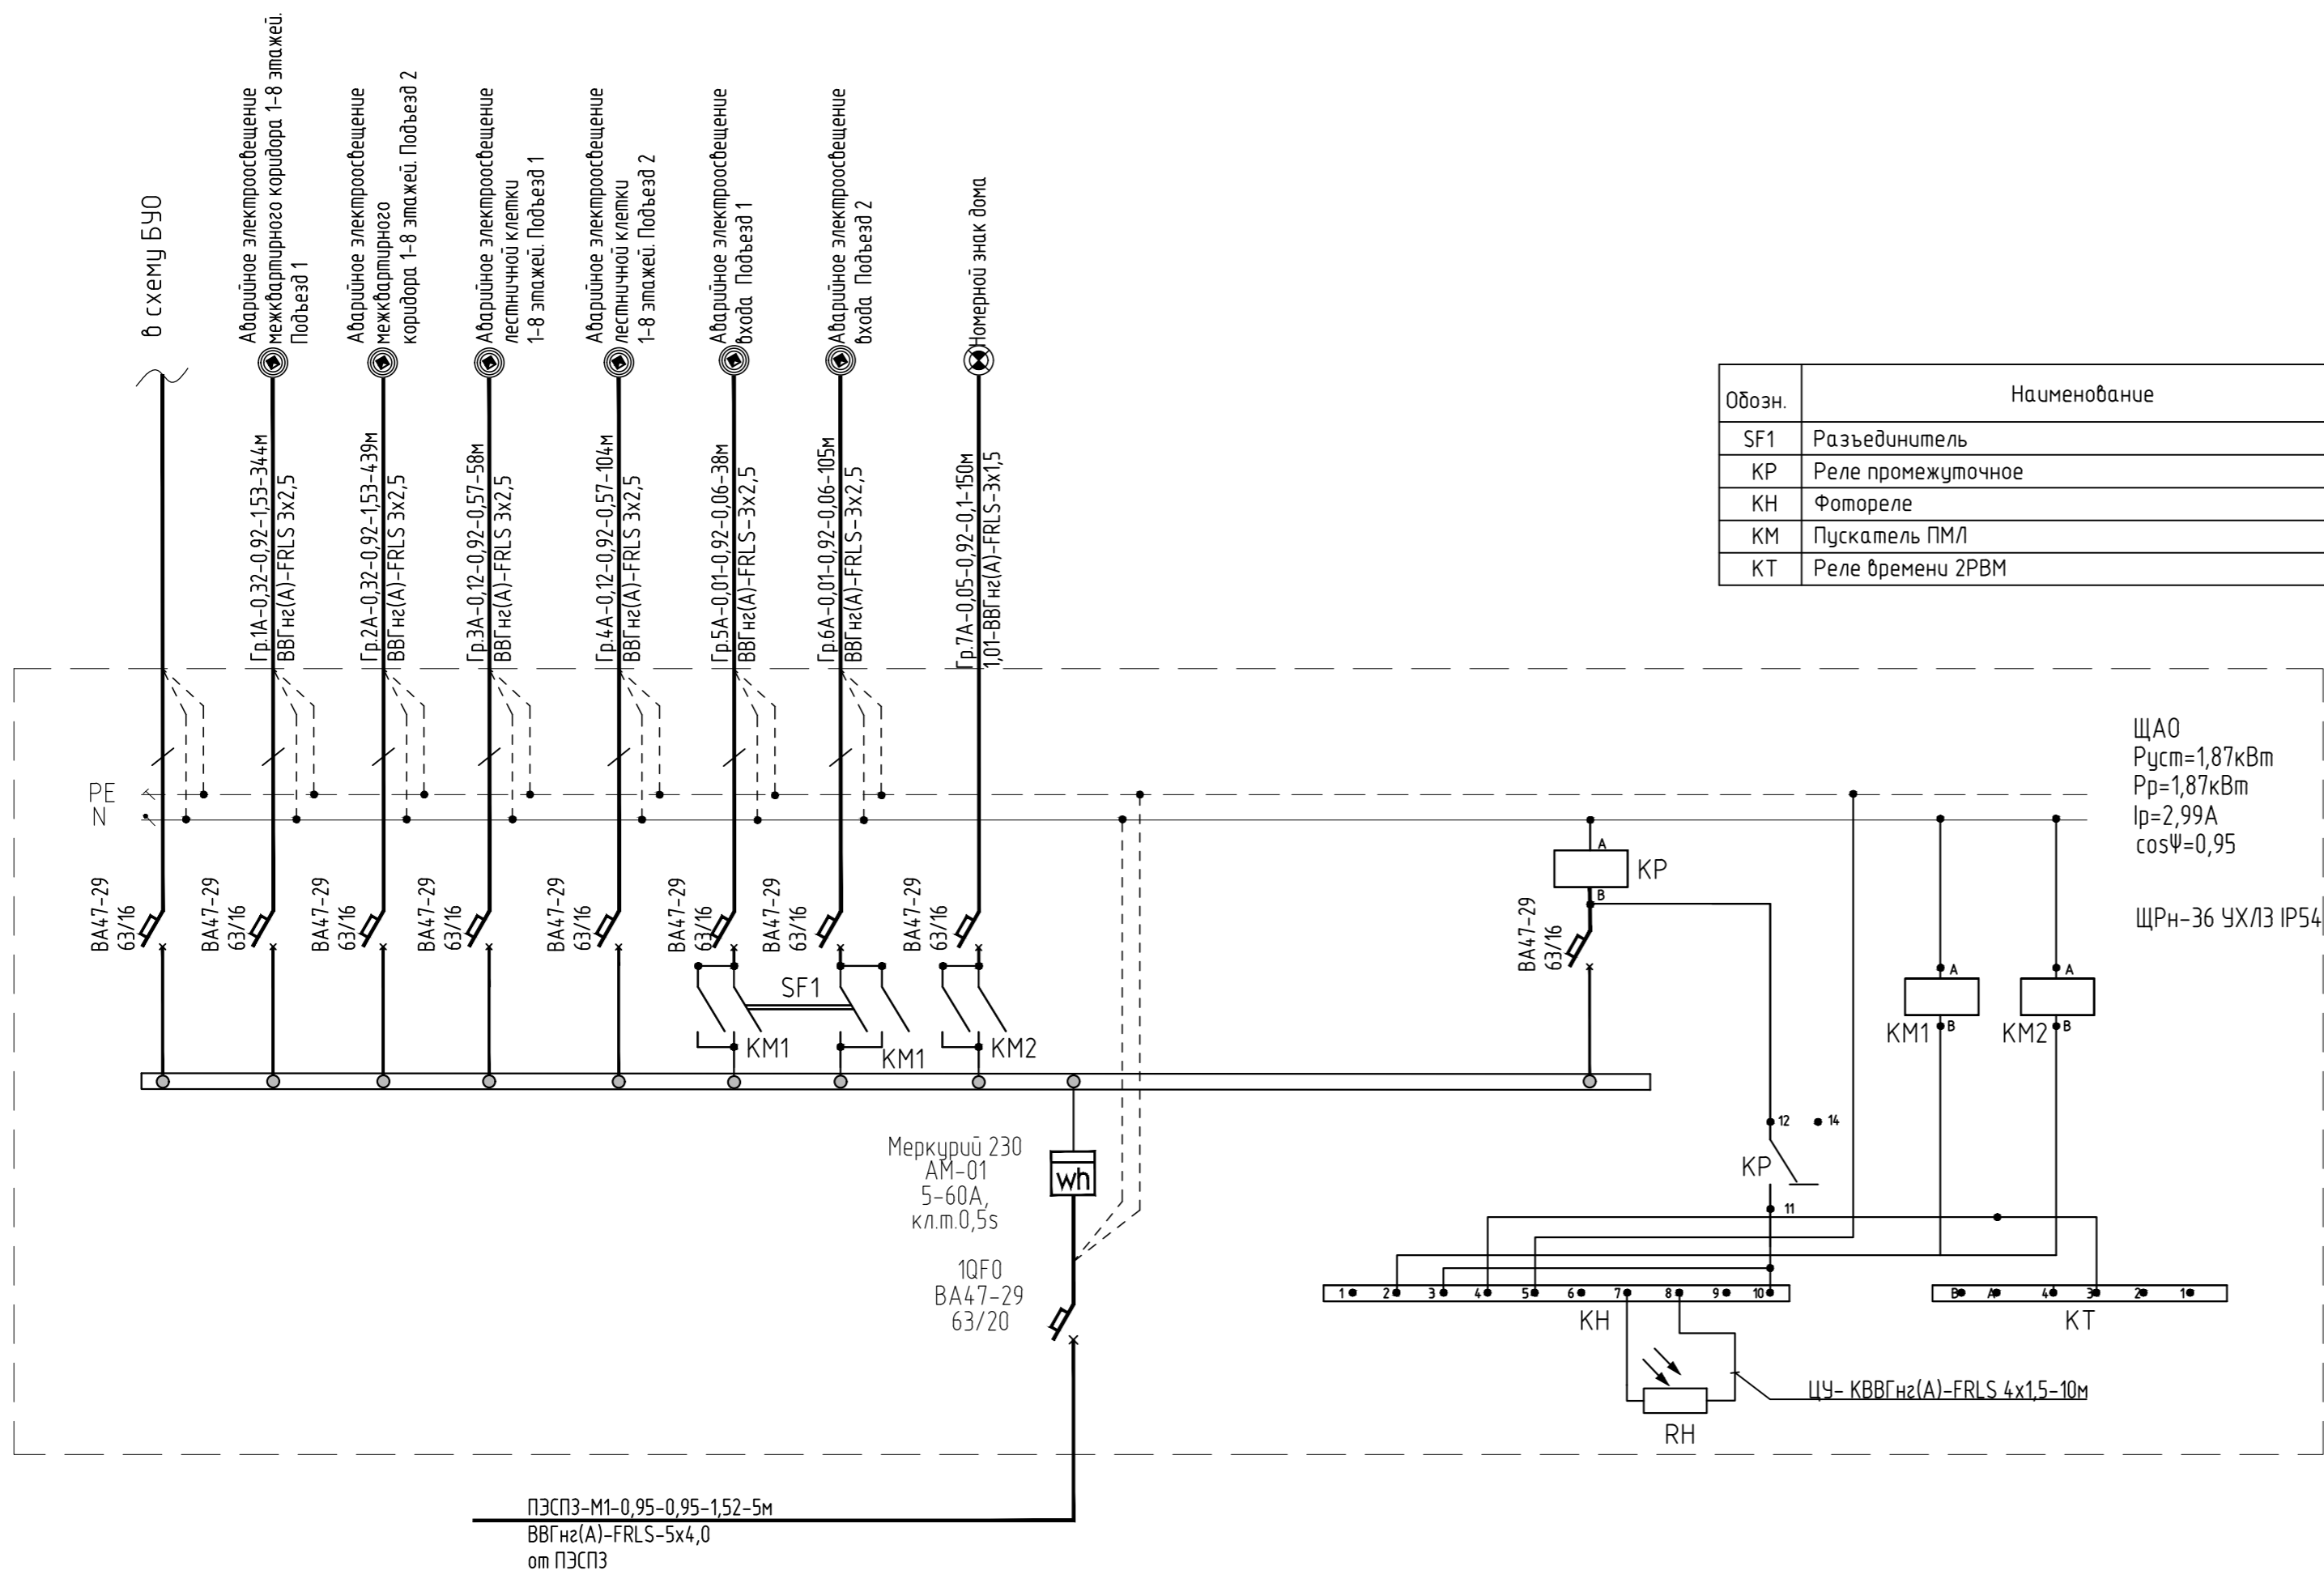 в схему БУО
Аварийное электроосвещение
межквартирного коридора 1-8 этажей.
Подъезд 1
Аварийное электроосвещение
межквартирного
коридора 1-8 этажей. Подъезд 2
Аварийное электроосвещение
лестничной клетки
1-8 этажей. Подъезд 1
Аварийное электроосвещение
лестничной клетки
1-8 этажей. Подъезд 2
Аварийное электроосвещение
входа Подъезд 1
Аварийное электроосвещение
входа Подъезд 2
Номерной знак дома
Гр.1А-0,32-0,92-1,53-344м
ВВГнг(А)-FRLS 3х2,5
Гр.2А-0,32-0,92-1,53-439м
ВВГнг(А)-FRLS 3х2,5
Гр.3А-0,12-0,92-0,57-58м
ВВГнг(А)-FRLS 3х2,5
Гр.4А-0,12-0,92-0,57-104м
ВВГнг(А)-FRLS 3х2,5
Гр.5А-0,01-0,92-0,06-38м
ВВГнг(А)-FRLS-3х2,5
Гр.6А-0,01-0,92-0,06-105м
ВВГнг(А)-FRLS-3х2,5
Гр.7А-0,05-0,92-0,1-150м
1,01-ВВГнг(А)-FRLS-3х1,5
Обозн.
Наименование
SF1
Разъединитель
КР
Реле промежуточное
КН
Фотореле
КМ
Пускатель ПМЛ
КТ
Реле времени 2РВМ
ЩАО
Руст=1,87кВт
Рр=1,87кВт
Iр=2,99А
cosΨ=0,95
ЩРн-36 УХЛ3 IP54
PE
N
ВА47-29
63/16
ВА47-29
63/16
ВА47-29
63/16
ВА47-29
63/16
ВА47-29
63/16
ВА47-29
63/16
ВА47-29
63/16
ВА47-29
63/16
SF1
КМ1
КМ1
КМ2
А
КР
В
ВА47-29
63/16
А
А
КМ1
В
КМ2
В
12
14
КР
11
Меркурий 230
АМ-01
5-60А,
кл.т.0,5s
wh
1QF0
ВА47-29
63/20
1
2
3
4
5
6
7
8
9
10
КН
В
А
4
3
2
1
КТ
ЦУ- КВВГнг(А)-FRLS 4х1,5-10м
RH
ПЭСПЗ-М1-0,95-0,95-1,52-5м
ВВГнг(А)-FRLS-5х4,0
от ПЭСПЗ